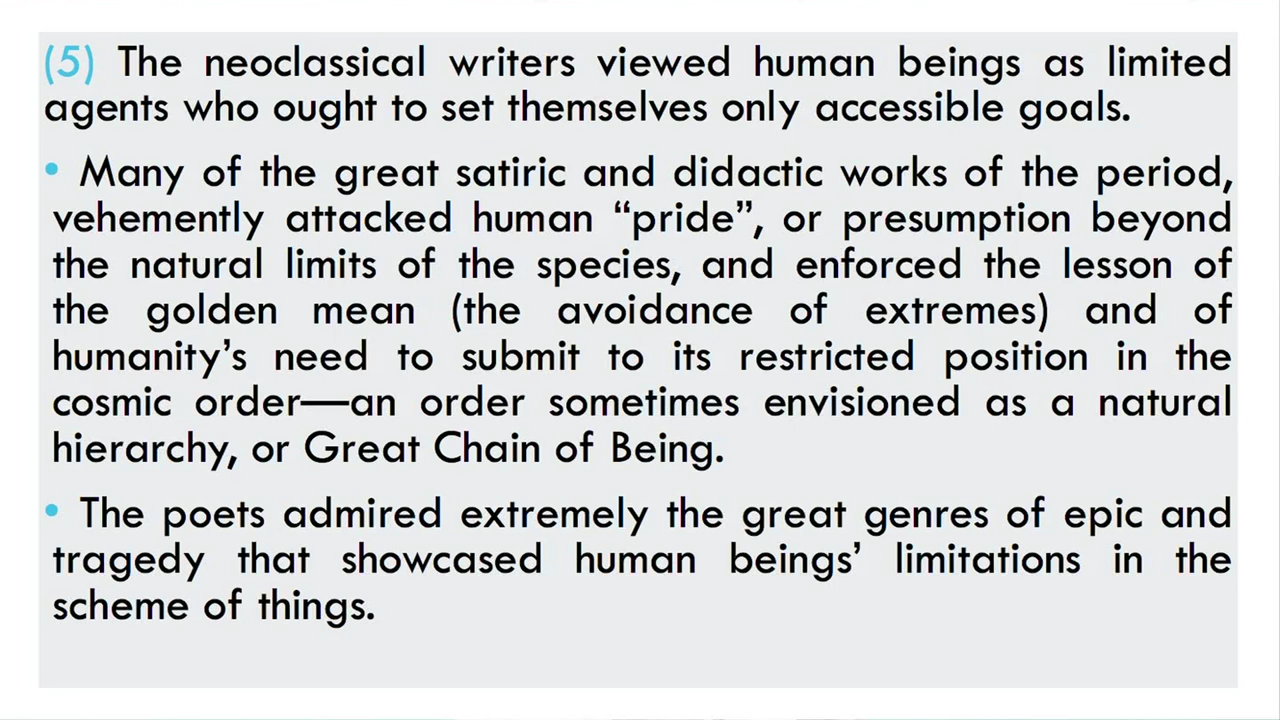 (5) The neoclassical writers viewed human beings as limited
agents who ought to set themselves only accessible goals.
• Many of the great satiric and didactic works of the period,
vehemently attacked human “pride”, or presumption beyond
the natural limits of the species, and enforced the lesson of
the golden mean (the avoidance of extremes) and of
humanity’s need to submit to its restricted position in the
cosmic order—an order sometimes envisioned as a natural
hierarchy, or Great Chain of Being.
• The poets admired extremely the great genres of epic and
tragedy that showcased human beings’ limitations in the
scheme of things.